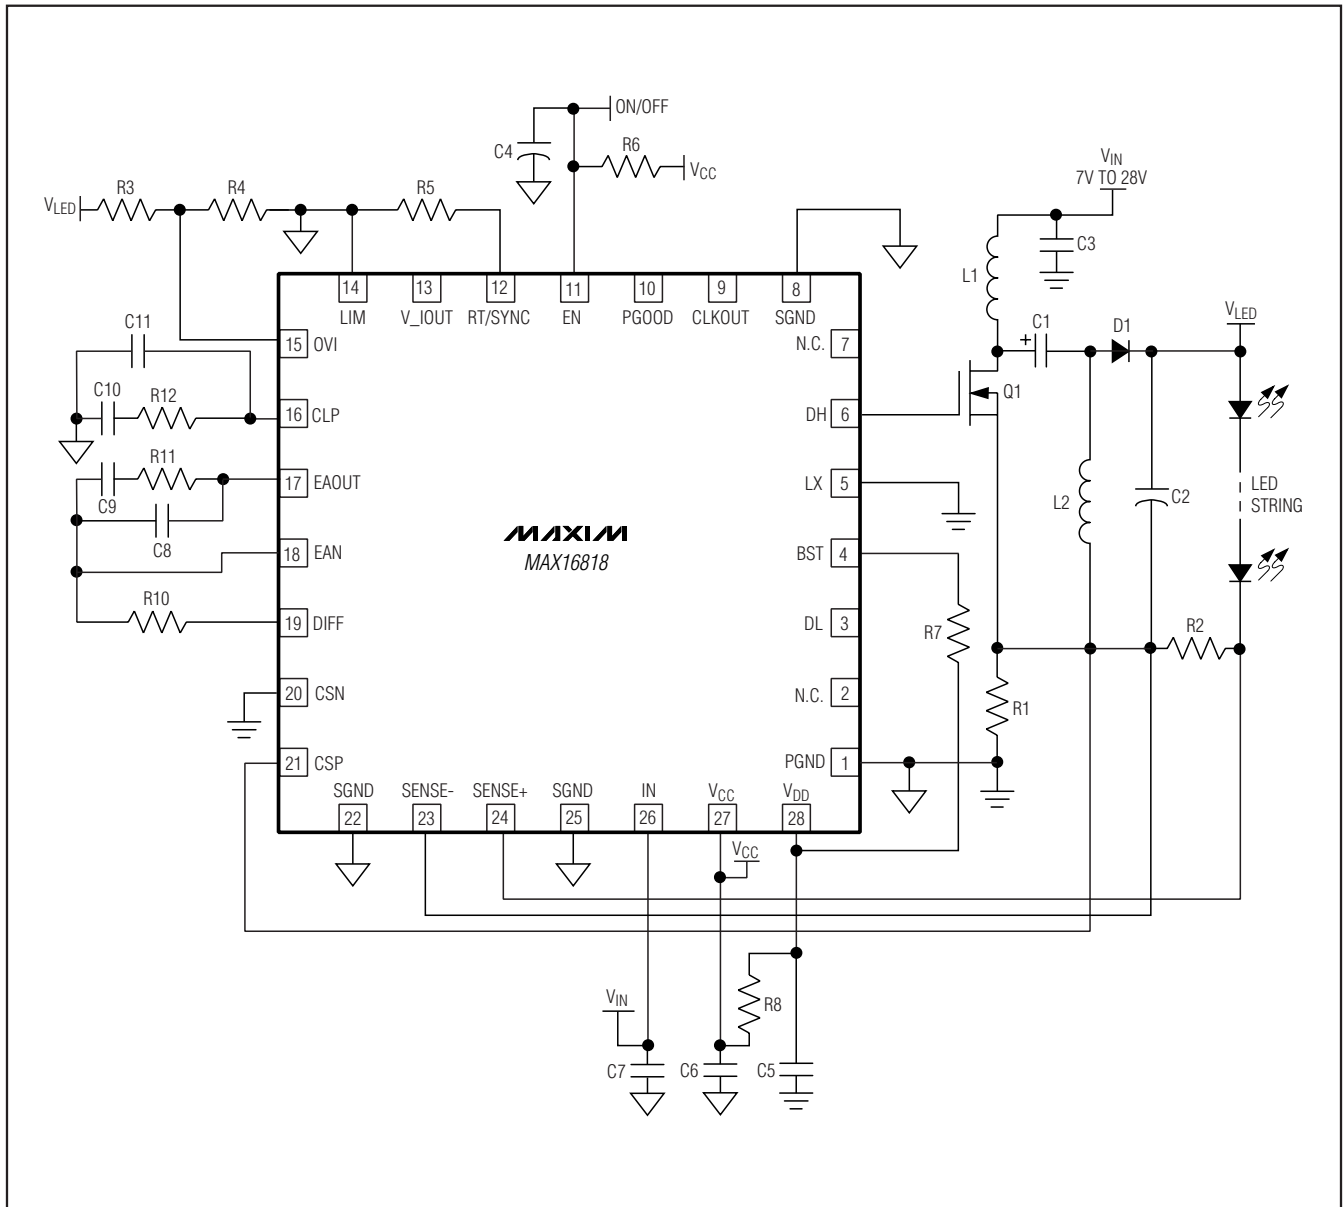 ON/OFF
C4
R6
VCC
VIN
7V TO 28V
R3
R4
R5
VLED
C3
L1
14
13
12
11
10
9
8
LIM
V_IOUT
RT/SYNC
EN
PGOOD
CLKOUT
SGND
C11
15
OVI
N.C.
7
+
C1
D1
VLED
C10
R12
16
CLP
DH
6
Q1
R11
17
EAOUT
LX
5
C9
C8
L2
C2
LED
STRING
MAXIM
MAX16818
18
EAN
BST
4
R10
19
DIFF
DL
3
R7
R2
20
CSN
N.C.
2
R1
21
CSP
PGND
1
SGND
SENSE-
SENSE+
SGND
IN
VCC
VDD
22
23
24
25
26
27
28
VCC
VIN
R8
C7
C6
C5